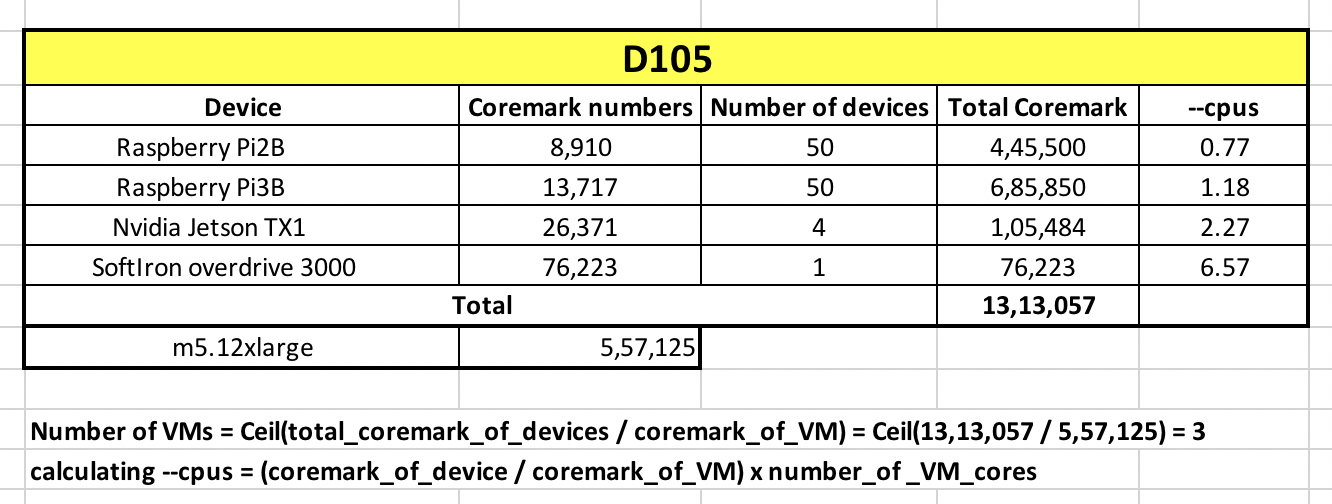 D105
Device Coremark numbers Number of devices Total Coremark --cpus
Raspberry Pi2B 8,910 50 4,45,500 0.77
Raspberry Pi3B 13,717 50 6,85,850 1.18
Nvidia Jetson TX1 26,371 4 1,05,484 2.27
SoftIron overdrive 3000 76,223 1 76,223 6.57
Total 13,13,057
m5.12xlarge 5,57,125
Number of VMs = Ceil(total_coremark_of_devices / coremark_of_VM) = Ceil(13,13,057 / 5,57,125) = 3
calculating --cpus = (coremark_of_device / coremark_of_VM) x number_of _VM_cores